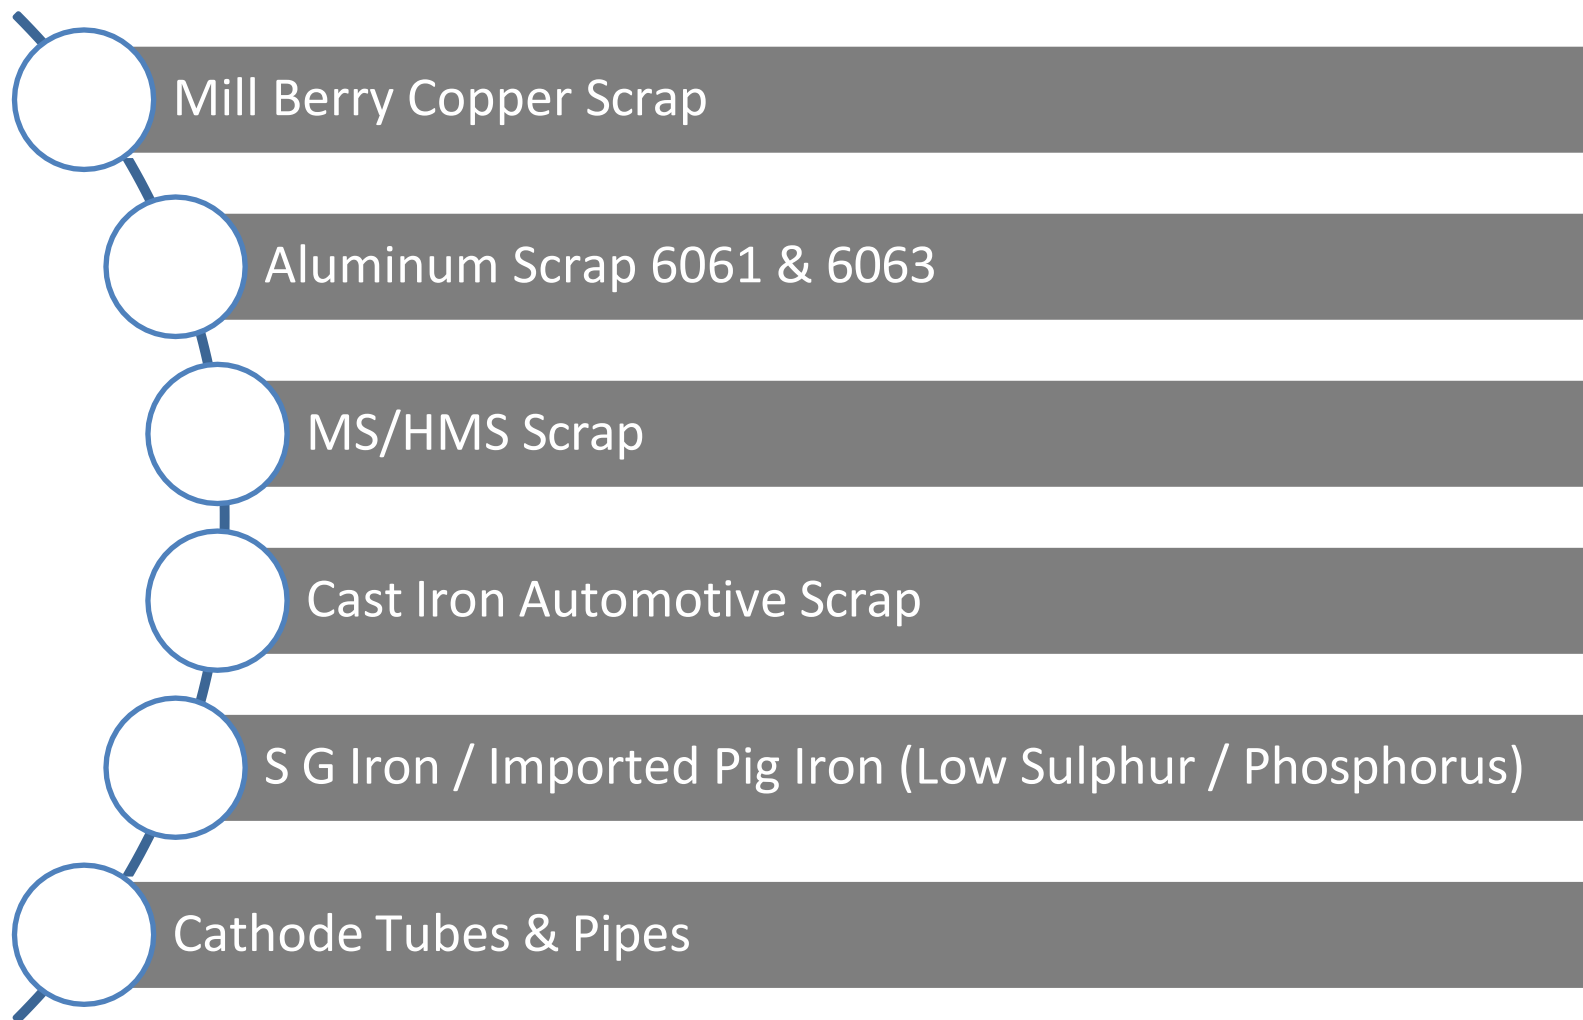 Mill Berry Copper Scrap
Aluminum Scrap 6061 & 6063
MS/HMS Scrap
Cast Iron Automotive Scrap
S G Iron / Imported Pig Iron (Low Sulphur / Phosphorus)
Cathode Tubes & Pipes